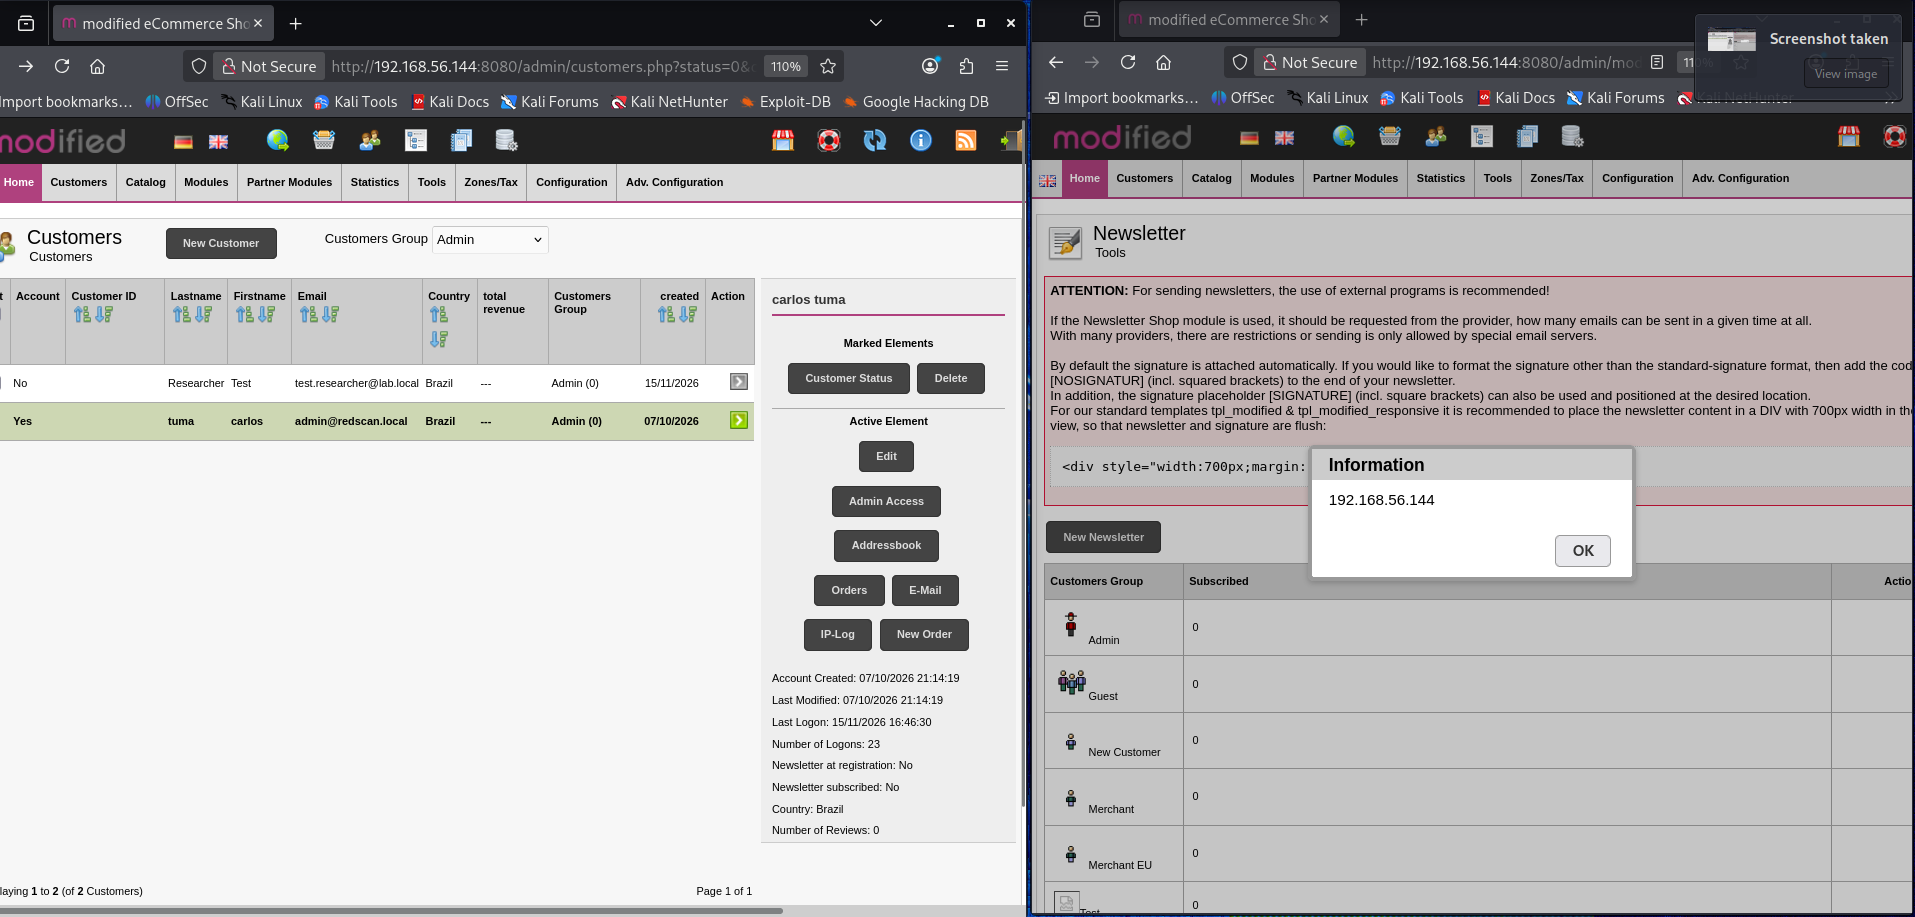 modified eCommerce Sho
Not Secure http://192.168.56.144:8080/admin/customers.php?status=0& 110%
Import bookmarks… OffSec Kali Linux Kali Tools Kali Docs Kali Forums Kali NetHunter Exploit-DB Google Hacking DB
modified
Home Customers Catalog Modules Partner Modules Statistics Tools Zones/Tax Configuration Adv. Configuration
Customers
Customers
New Customer
Customers Group Admin
Account Customer ID Lastname Firstname Email Country total revenue Customers Group created Action
No Researcher Test test.researcher@lab.local Brazil --- Admin (0) 15/11/2026
Yes tuma carlos admin@redscan.local Brazil --- Admin (0) 07/10/2026
carlos tuma
Marked Elements
Customer Status Delete
Active Element
Edit
Admin Access
Addressbook
Orders E-Mail
IP-Log New Order
Account Created: 07/10/2026 21:14:19
Last Modified: 07/10/2026 21:14:19
Last Logon: 15/11/2026 16:46:30
Number of Logons: 23
Newsletter at registration: No
Newsletter subscribed: No
Country: Brazil
Number of Reviews: 0
laying 1 to 2 (of 2 Customers) Page 1 of 1
modified eCommerce Sho
Screenshot taken
View image
Not Secure http://192.168.56.144:8080/admin/mod 110%
Import bookmarks… OffSec Kali Linux Kali Tools Kali Docs Kali Forums Kali NetHunter
modified
Home Customers Catalog Modules Partner Modules Statistics Tools Zones/Tax Configuration Adv. Configuration
Newsletter
Tools
ATTENTION: For sending newsletters, the use of external programs is recommended!
If the Newsletter Shop module is used, it should be requested from the provider, how many emails can be sent in a given time at all.
With many providers, there are restrictions or sending is only allowed by special email servers.
By default the signature is attached automatically. If you would like to format the signature other than the standard-signature format, then add the cod
[NOSIGNATUR] (incl. squared brackets) to the end of your newsletter.
In addition, the signature placeholder [SIGNATURE] (incl. square brackets) can also be used and positioned at the desired location.
For our standard templates tpl_modified & tpl_modified_responsive it is recommended to place the newsletter content in a DIV with 700px width in the
view, so that newsletter and signature are flush:
<div style="width:700px;margin:
Information
192.168.56.144
OK
New Newsletter
Customers Group Subscribed Actio
Admin 0
Guest 0
New Customer 0
Merchant 0
Merchant EU 0
Test 0